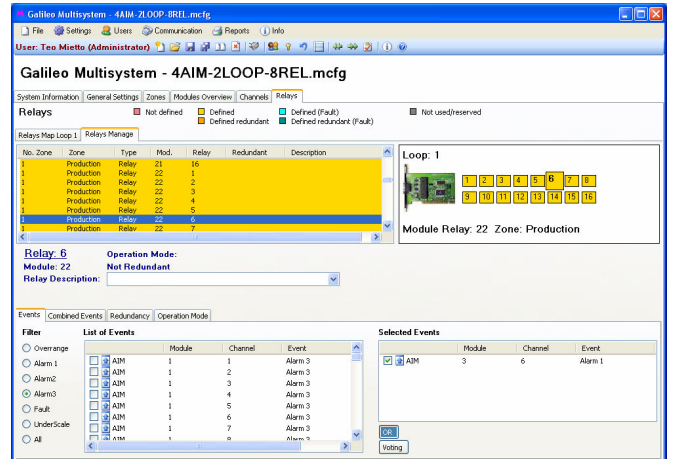 Galileo Multisystem - 4AIM-2LOOP-8REL.mcfg
File Settings Users Communication Reports Info
User: Teo Mietto (Administrator)
Galileo Multisystem - 4AIM-2LOOP-8REL.mcfg
System Information General Settings Zones Modules Overview Channels Relays
Relays Not defined Defined Defined (Fault) Not used/reserved
Defined redundant Defined redundant (Fault)
Relays Map Loop 1 Relays Manage
No. Zone Zone Type Mod. Relay Redundant Description
1 Production Relay 21 16
1 Production Relay 22 1
1 Production Relay 22 2
1 Production Relay 22 3
1 Production Relay 22 4
1 Production Relay 22 5
1 Production Relay 22 6
1 Production Relay 22 7
Loop: 1
1 2 3 4 5 6 7 8
9 10 11 12 13 14 15 16
Module Relay: 22 Zone: Production
Relay: 6 Operation Mode:
Module: 22 Not Redundant
Relay Description:
Events Combined Events Redundancy Operation Mode
Filter
Overrange
Alarm 1
Alarm2
Alarm3
Fault
UnderScale
All
List of Events
Module Channel Event
AIM 1 1 Alarm 3
AIM 1 2 Alarm 3
AIM 1 3 Alarm 3
AIM 1 4 Alarm 3
AIM 1 5 Alarm 3
AIM 1 6 Alarm 3
AIM 1 7 Alarm 3
AIM 1 8 Alarm 3
Selected Events
Module Channel Event
AIM 3 6 Alarm 1
OR
Voting